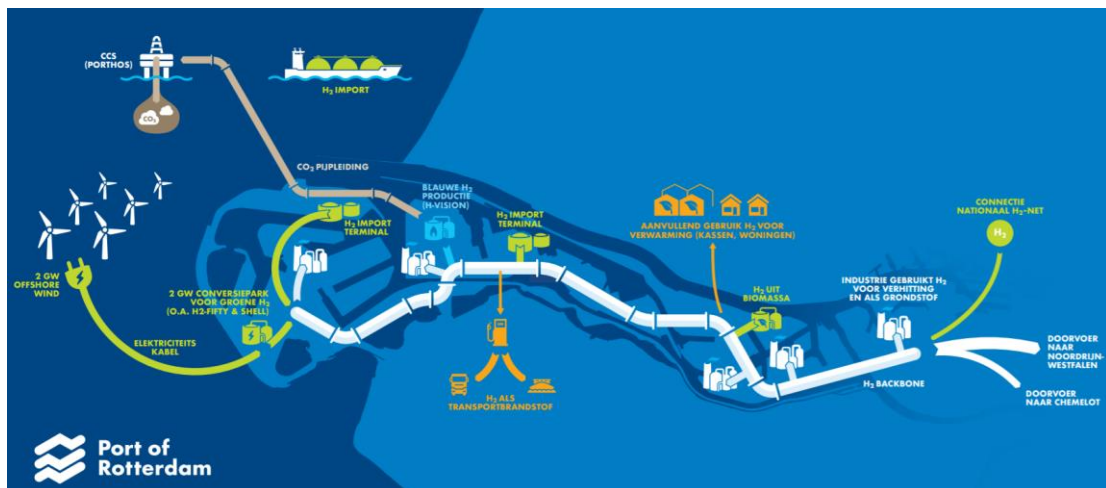 CCS
(PORTHOS)
CO₂
H₂ IMPORT
CO₂ PIJPLEIDING
BLAUWE H₂
PRODUCTIE
(H-VISION)
H₂ IMPORT
TERMINAL
H₂ IMPORT
TERMINAL
AANVULLEND GEBRUIK H₂ VOOR
VERWARMING (KASSEN, WONINGEN)
CONNECTIE
NATIONAAL H₂-NET
H₂
2 GW
OFFSHORE
WIND
2 GW CONVERSIEPARK
VOOR GROENE H₂
(O.A. H2-FIFTY & SHELL)
ELEKTRICITEITS
KABEL
H₂ UIT
BIOMASSA
INDUSTRIE GEBRUIKT H₂
VOOR VERHITTING
EN ALS GRONDSTOF
H₂ ALS
TRANSPORTBRANDSTOF
H₂ BACKBONE
DOORVOER
NAAR
NOORDRIJN-
WESTFALEN
DOORVOER
NAAR CHEMELOT
Port of
Rotterdam